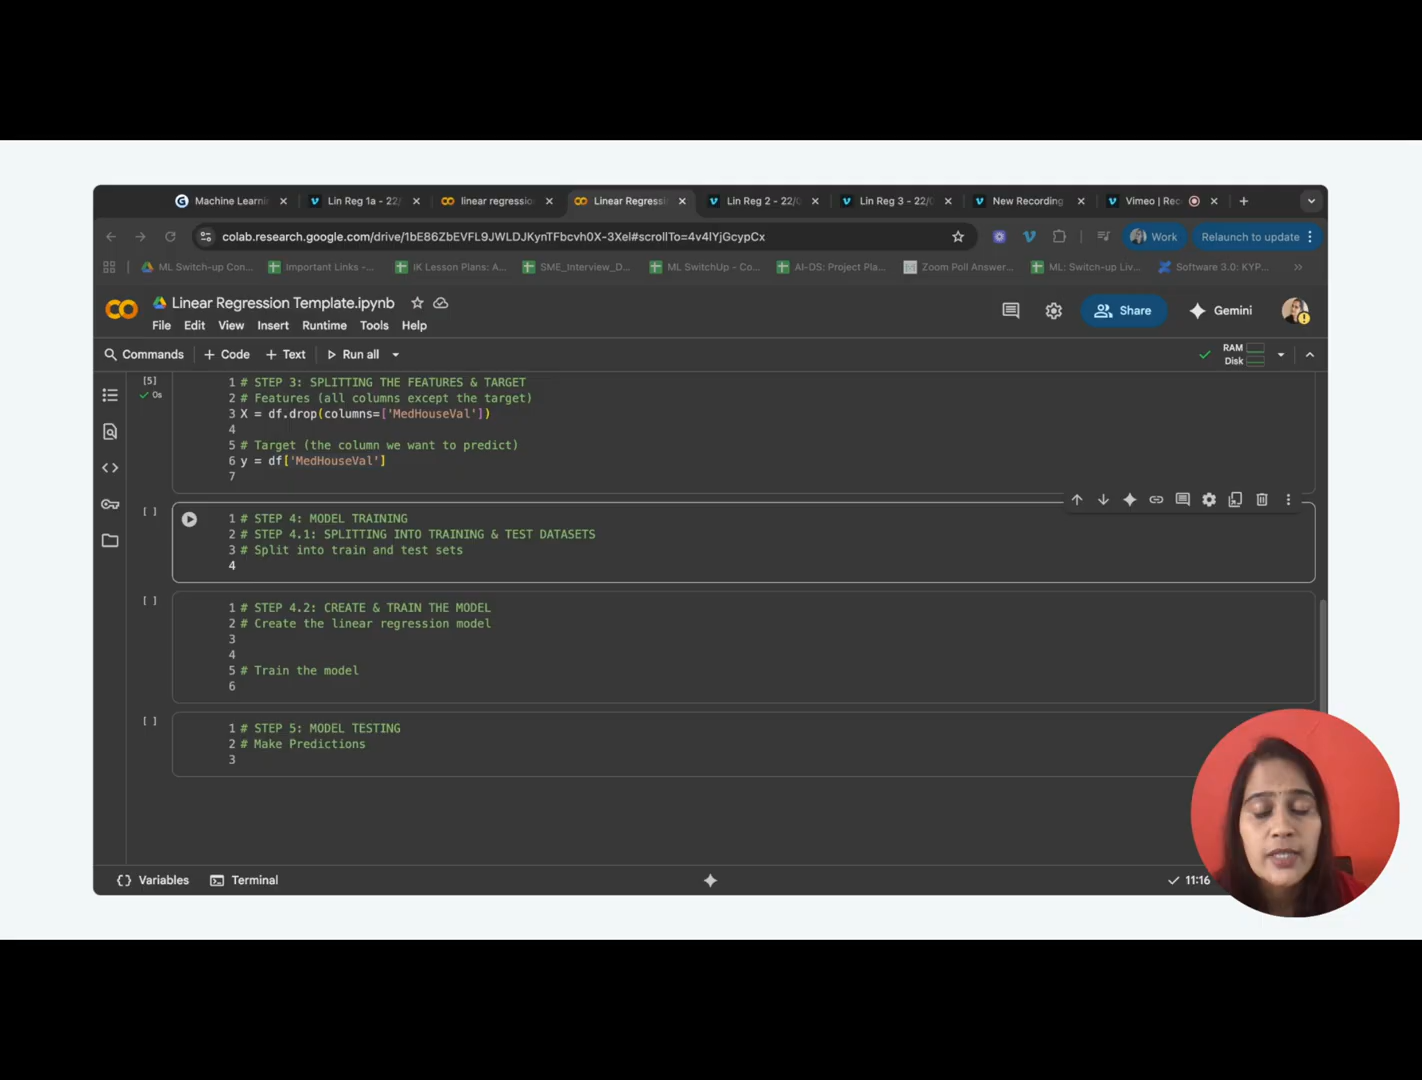 Machine Learnin
Lin Reg 1a - 22/
linear regression
Linear Regressi
Lin Reg 2 - 22/0
Lin Reg 3 - 22/0
New Recording
Vimeo | Rec
colab.research.google.com/drive/1bE86ZbEVFL9JWLDJKynTFbcvh0X-3Xel#scrollTo=4v4lYjGcypCx
Work
Relaunch to update
ML Switch-up Con...
Important Links -...
IK Lesson Plans: A...
SME_Interview_D...
ML SwitchUp - Co...
AI-DS: Project Pla...
Zoom Poll Answer...
ML: Switch-up Liv...
Software 3.0: KYP...
Linear Regression Template.ipynb
Share
Gemini
File Edit View Insert Runtime Tools Help
Commands + Code + Text Run all
RAM
Disk
[5]
0s
1 # STEP 3: SPLITTING THE FEATURES & TARGET
2 # Features (all columns except the target)
3 X = df.drop(columns=['MedHouseVal'])
4
5 # Target (the column we want to predict)
6 y = df['MedHouseVal']
7
[ ]
1 # STEP 4: MODEL TRAINING
2 # STEP 4.1: SPLITTING INTO TRAINING & TEST DATASETS
3 # Split into train and test sets
4
[ ]
1 # STEP 4.2: CREATE & TRAIN THE MODEL
2 # Create the linear regression model
3
4
5 # Train the model
6
[ ]
1 # STEP 5: MODEL TESTING
2 # Make Predictions
3
Variables
Terminal
11:16